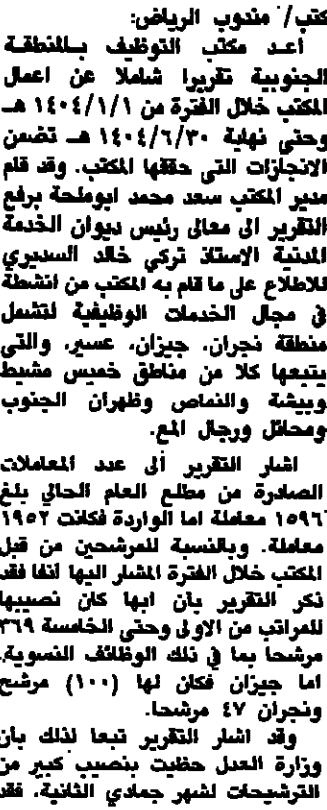 كتب/ مندوب الرياض:
أعد مكتب التوظيف بالمنطقة
الجنوبية تقريرا شاملا عن اعمال
المكتب خلال الفترة من ١٤٠٤/١/١ هـ
وحتى نهاية ١٤٠٤/٦/٣٠ هـ تضمن
الانجازات التي حققها المكتب. وقد قام
مدير المكتب سعد محمد ابوملحة برفع
التقرير الى معالي رئيس ديوان الخدمة
المدنية الاستاذ تركي خالد السديري
للاطلاع على ما قام به المكتب من انشطة
في مجال الخدمات الوظيفية لتشمل
منطقة نجران، جيزان، عسير، والتي
يتبعها كلا من مناطق خميس مشيط
وبيشة والنماص وظهران الجنوب
ومحائل ورجال المع.
اشار التقرير ألى عدد المعاملات
الصادرة من مطلع العام الحالي بلغ
١٥٩٦ معاملة اما الواردة فكانت ١٩٥٢
معاملة. وبالنسبة للمرشحين من قبل
المكتب خلال الفترة المشار اليها آنفا فقد
ذكر التقرير بأن ابها كان نصيبها
للمراتب من الاولى وحتى الخامسة ٣٦٩
مرشحا بما في ذلك الوظائف النسوية.
اما جيزان فكان لها (١٠٠) مرشح
ونجران ٤٧ مرشحا.
وقد اشار التقرير تبعا لذلك بأن
وزارة العدل حظيت بنصيب كبير من
الترشيحات لشهر جمادي الثانية، فقد